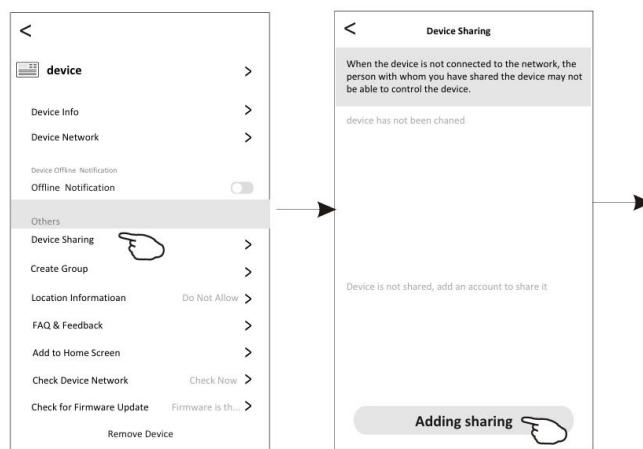 device
Device Info
Device Network
Device Offline Notification
Offline Notification
Others
Device Sharing
Create Group
Location Informatioan Do Not Allow
FAQ & Feedback
Add to Home Screen
Check Device Network Check Now
Check for Firmware Update Firmware is th...
Remove Device
Device Sharing
When the device is not connected to the network, the
person with whom you have shared the device may not
be able to control the device.
device has not been chaned
Device is not shared, add an account to share it
Adding sharing